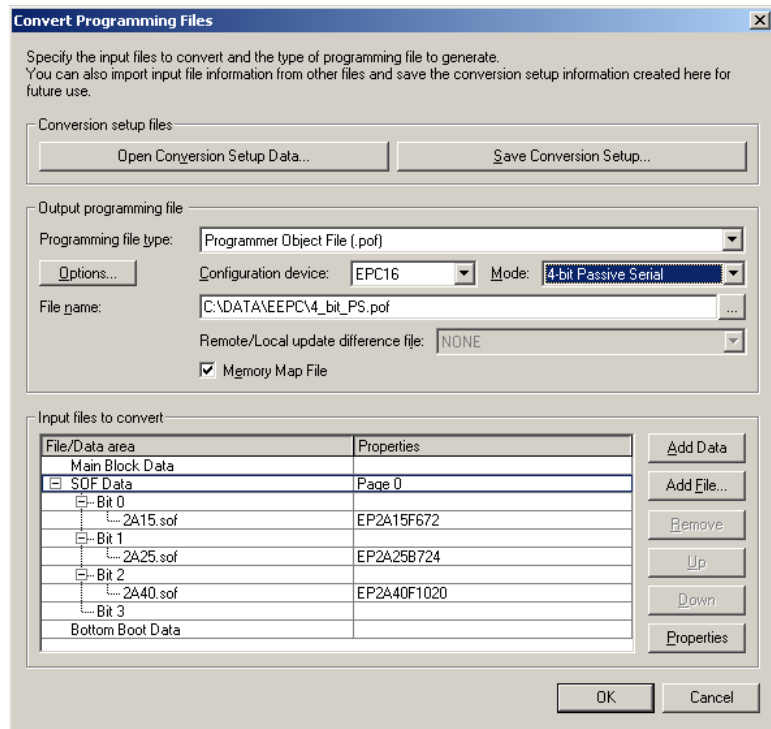 Convert Programming Files
Specify the input files to convert and the type of programming file to generate.
You can also import input file information from other files and save the conversion setup information created here for
future use.
Conversion setup files
Open Conversion Setup Data... Save Conversion Setup...
Output programming file
Programming file type: Programmer Object File (.pof)
Options... Configuration device: EPC16 Mode: 4-bit Passive Serial
File name: C:\DATA\EEPC\4_bit_PS.pof ...
Remote/Local update difference file: NONE
Memory Map File
Input files to convert
File/Data area Properties Add Data
Main Block Data
SOF Data Page 0 Add File...
Bit 0
2A15.sof EP2A15F672 Remove
Bit 1
2A25.sof EP2A25B724 Up
Bit 2
2A40.sof EP2A40F1020 Down
Bit 3
Bottom Boot Data Properties
OK Cancel